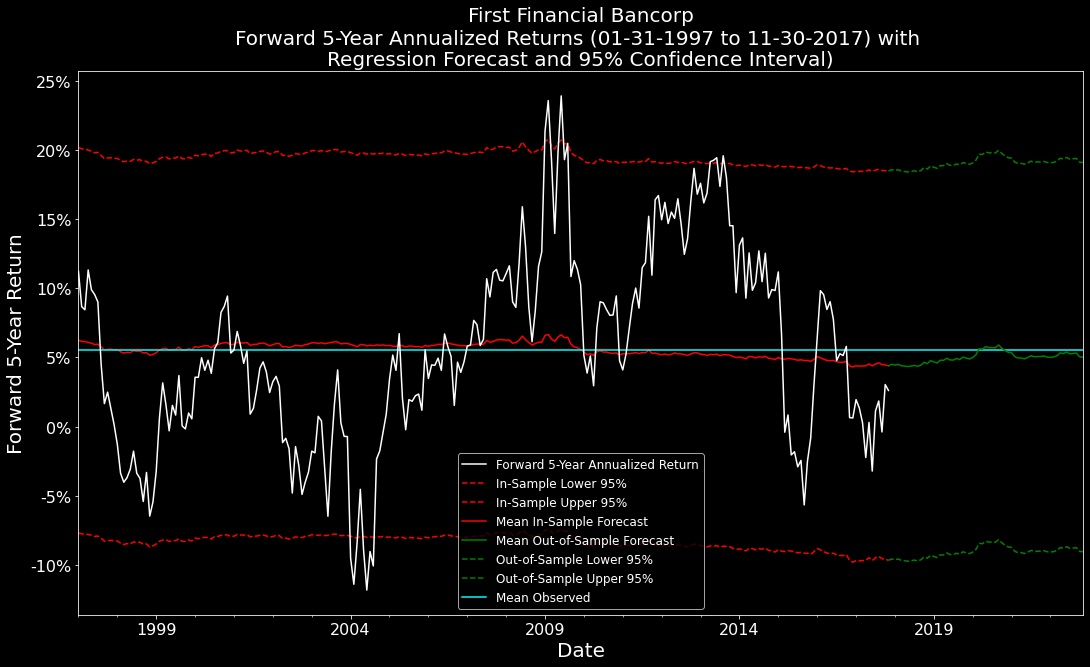 First Financial Bancorp
Forward 5-Year Annualized Returns (01-31-1997 to 11-30-2017) with
Regression Forecast and 95% Confidence Interval)
25%
20%
15%
10%
5%
0%
-5%
-10%
Forward 5-Year Return
Forward 5-Year Annualized Return
In-Sample Lower 95%
In-Sample Upper 95%
Mean In-Sample Forecast
Mean Out-of-Sample Forecast
Out-of-Sample Lower 95%
Out-of-Sample Upper 95%
Mean Observed
1999 2004 2009 2014 2019
Date